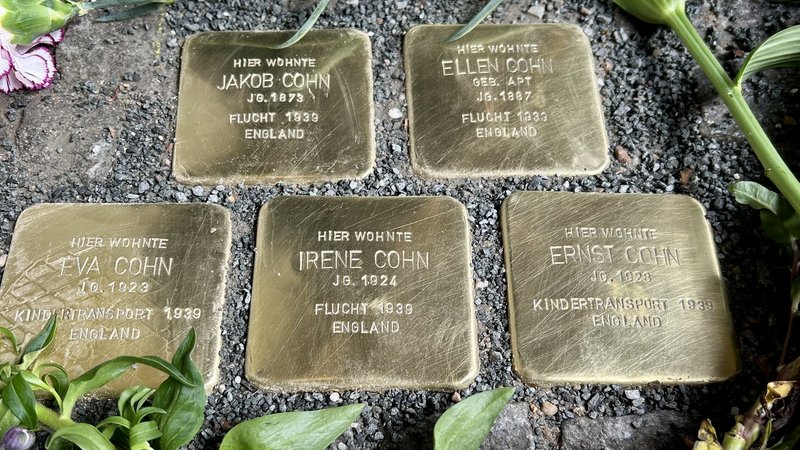 HIER WOHNTE
JAKOB COHN
JG. 1873
FLUCHT 1939
ENGLAND
HIER WOHNTE
ELLEN COHN
GEB. APT
JG. 1887
FLUCHT 1939
ENGLAND
HIER WOHNTE
EVA COHN
JG. 1923
KINDERTRANSPORT 1939
ENGLAND
HIER WOHNTE
IRENE COHN
JG. 1924
FLUCHT 1939
ENGLAND
HIER WOHNTE
ERNST COHN
JG.
KINDERTRANSPORT 1939
ENGLAND